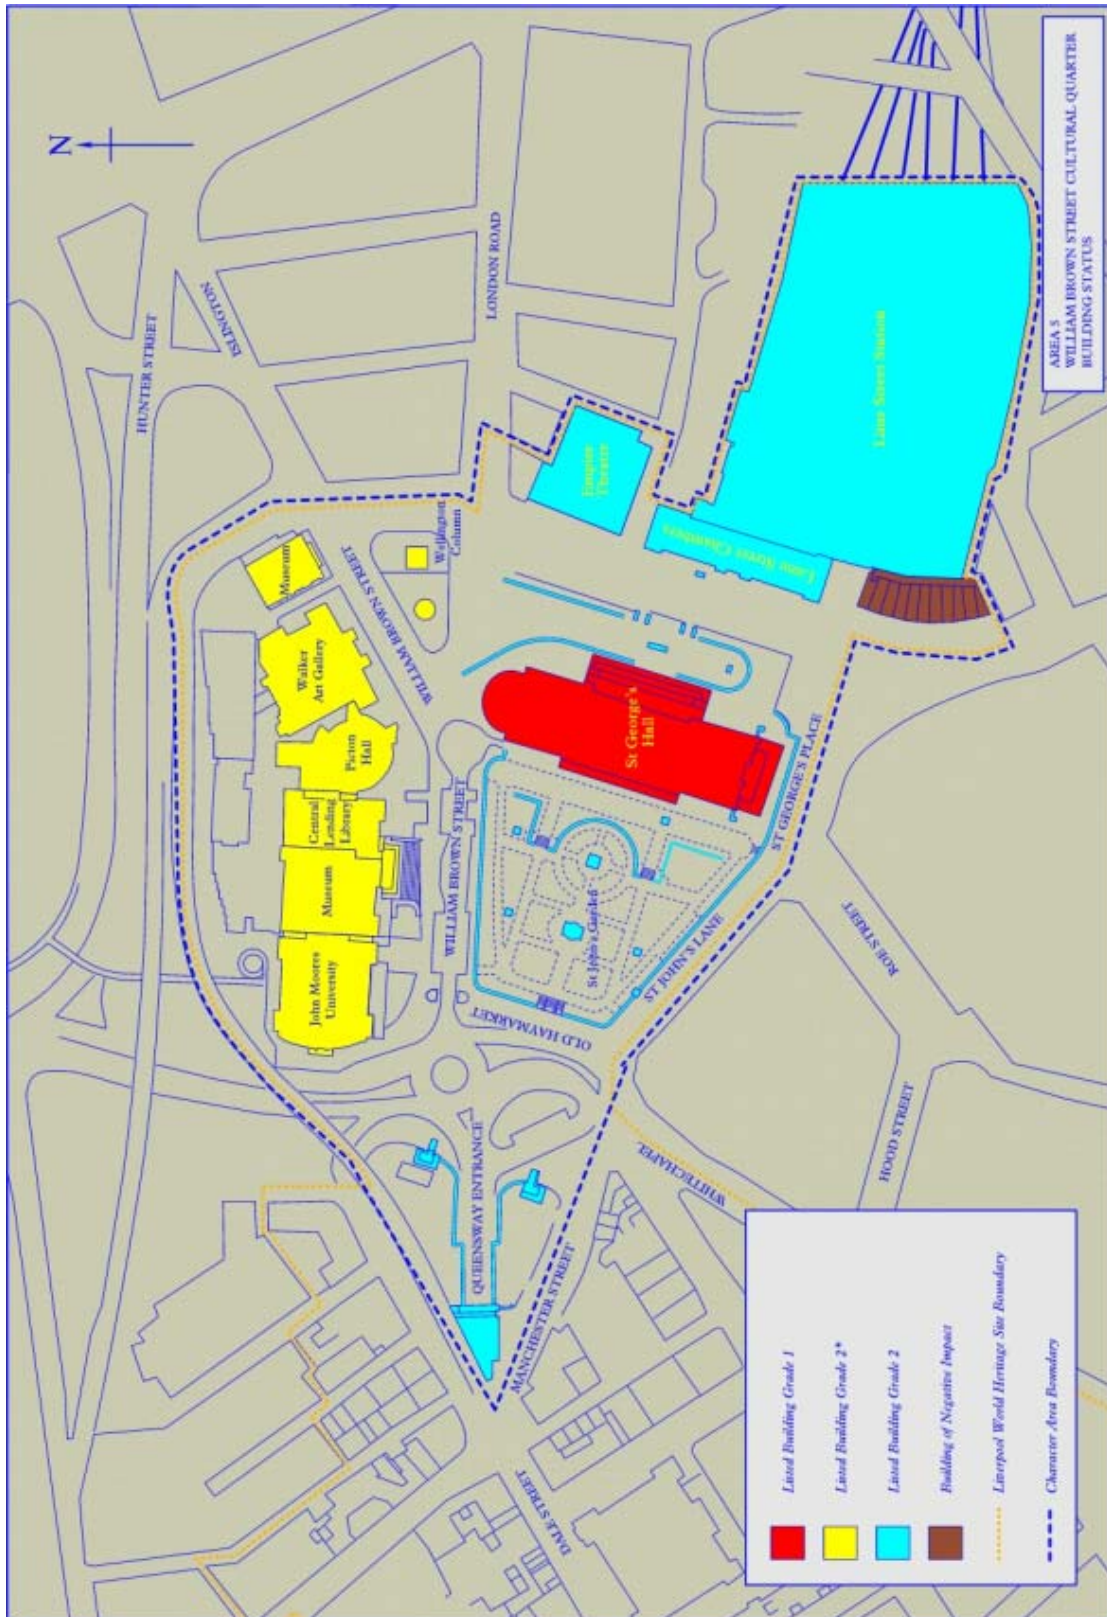 N
HUNTER STREET
ISLINGTON
LONDON ROAD
Museum
Walker
Art Gallery
Picton
Hall
Central
Lending
Library
Museum
John Moores
University
WILLIAM BROWN STREET
Wellington
Column
WILLIAM BROWN STREET
Empire
Theatre
Lime Street Chambers
Lime Street Station
St George's
Hall
St John's Garden
OLD HAYMARKET
ST JOHN'S LANE
ST GEORGE'S PLACE
ROE STREET
HOOD STREET
WHITECHAPEL
QUEENSWAY ENTRANCE
MANCHESTER STREET
DALE STREET
Listed Building Grade 1
Listed Building Grade 2*
Listed Building Grade 2
Building of Negative Impact
Liverpool World Heritage Site Boundary
Character Area Boundary
AREA 5
WILLIAM BROWN STREET CULTURAL QUARTER
BUILDING STATUS